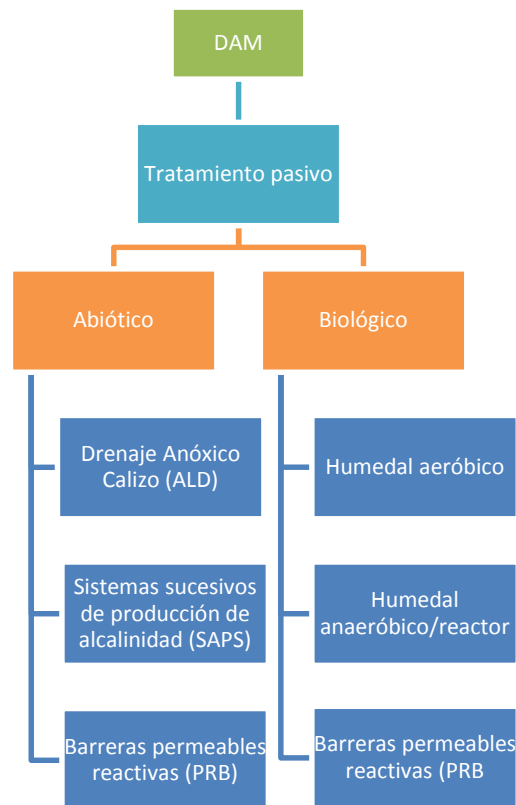 DAM
Tratamiento pasivo
Abiótico
Biológico
Drenaje Anóxico
Calizo (ALD)
Sistemas sucesivos
de producción de
alcalinidad (SAPS)
Barreras permeables
reactivas (PRB)
Humedal aeróbico
Humedal
anaeróbico/reactor
Barreras permeables
reactivas (PRB